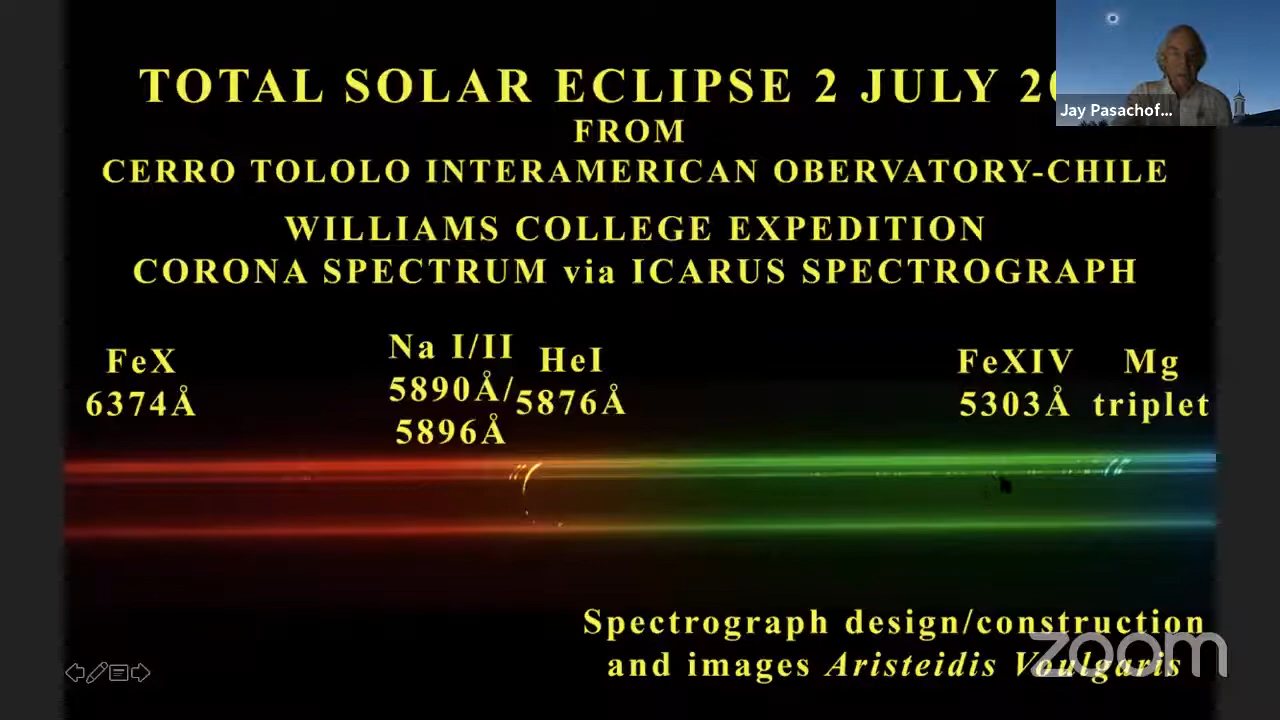 TOTAL SOLAR ECLIPSE 2 JULY 20
Jay Pasachof...
FROM
CERRO TOLOLO INTERAMERICAN OBERVATORY-CHILE
WILLIAMS COLLEGE EXPEDITION
CORONA SPECTRUM via ICARUS SPECTROGRAPH
FeX
6374Å
Na I/II
5890Å/
5896Å
HeI
5876Å
FeXIV
5303Å
Mg
triplet
Spectrograph design/construction
and images Aristeidis Voulgaris
zoom